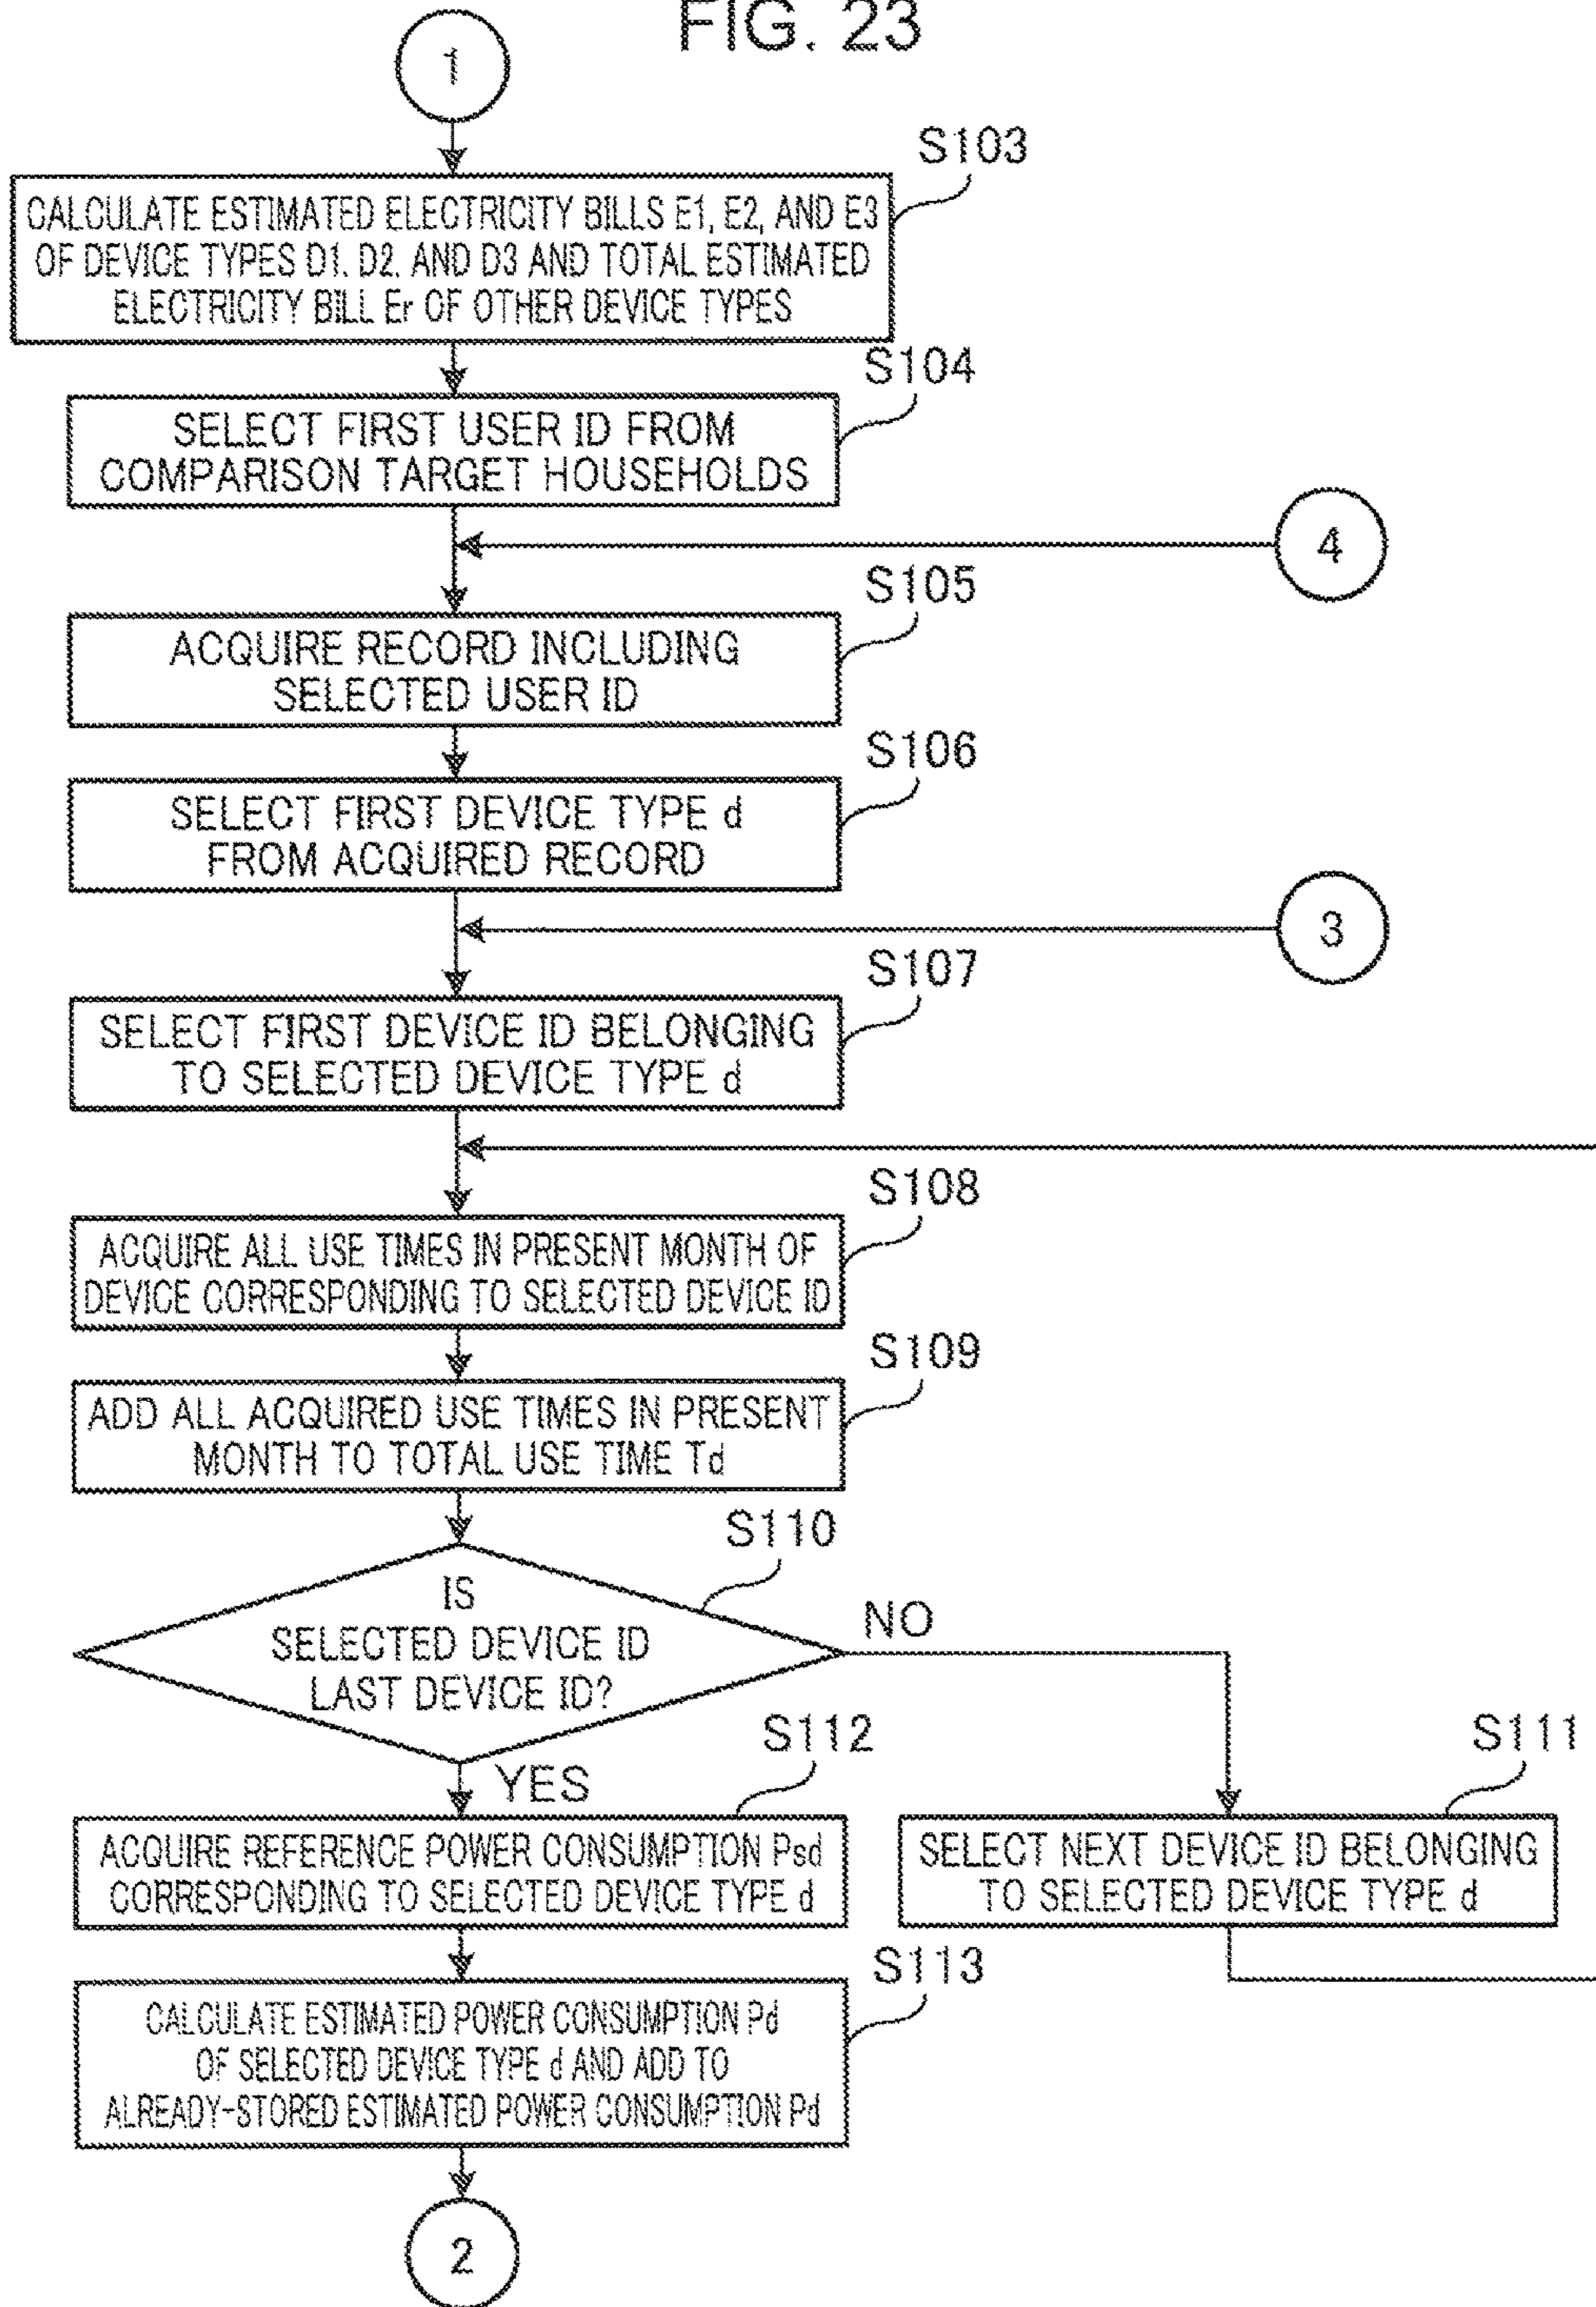 FIG. 23
1
S103
CALCULATE ESTIMATED ELECTRICITY BILLS E1, E2, AND E3
OF DEVICE TYPES D1, D2, AND D3 AND TOTAL ESTIMATED
ELECTRICITY BILL Er OF OTHER DEVICE TYPES
S104
SELECT FIRST USER ID FROM
COMPARISON TARGET HOUSEHOLDS
4
S105
ACQUIRE RECORD INCLUDING
SELECTED USER ID
S106
SELECT FIRST DEVICE TYPE d
FROM ACQUIRED RECORD
3
S107
SELECT FIRST DEVICE ID BELONGING
TO SELECTED DEVICE TYPE d
S108
ACQUIRE ALL USE TIMES IN PRESENT MONTH OF
DEVICE CORRESPONDING TO SELECTED DEVICE ID
S109
ADD ALL ACQUIRED USE TIMES IN PRESENT
MONTH TO TOTAL USE TIME Td
S110
IS
SELECTED DEVICE ID
LAST DEVICE ID?
NO
YES
S112
ACQUIRE REFERENCE POWER CONSUMPTION Psd
CORRESPONDING TO SELECTED DEVICE TYPE d
S111
SELECT NEXT DEVICE ID BELONGING
TO SELECTED DEVICE TYPE d
S113
CALCULATE ESTIMATED POWER CONSUMPTION Pd
OF SELECTED DEVICE TYPE d AND ADD TO
ALREADY-STORED ESTIMATED POWER CONSUMPTION Pd
2